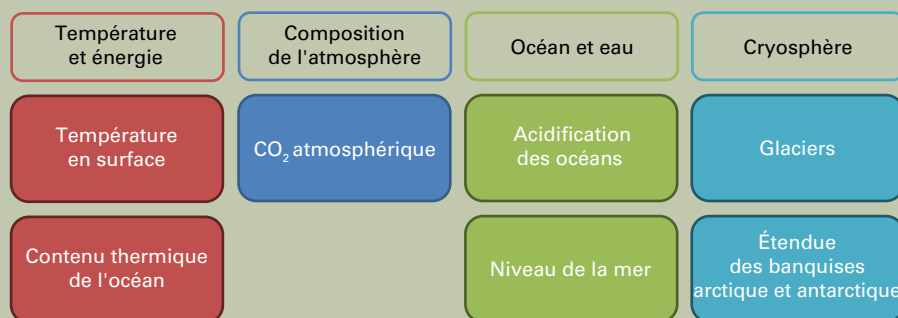 Température
et énergie
Composition
de l'atmosphère
Océan et eau
Cryosphère
Température
en surface
CO₂ atmosphérique
Acidification
des océans
Glaciers
Contenu thermique
de l'océan
Niveau de la mer
Étendue
des banquises
arctique et antarctique